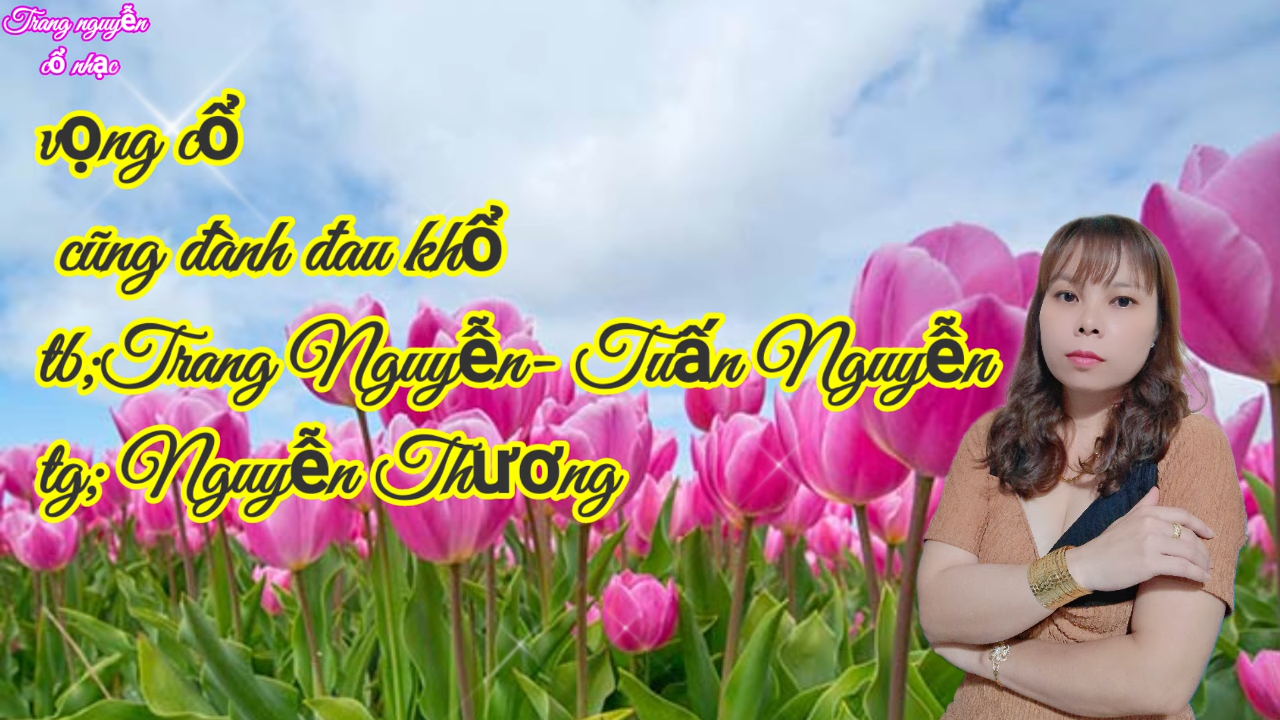 Trang nguyễn
cổ nhạc
vọng cổ
cũng đành đau khổ
tb;Trang Nguyễn- Tuấn Nguyễn
tg; Nguyễn Thương